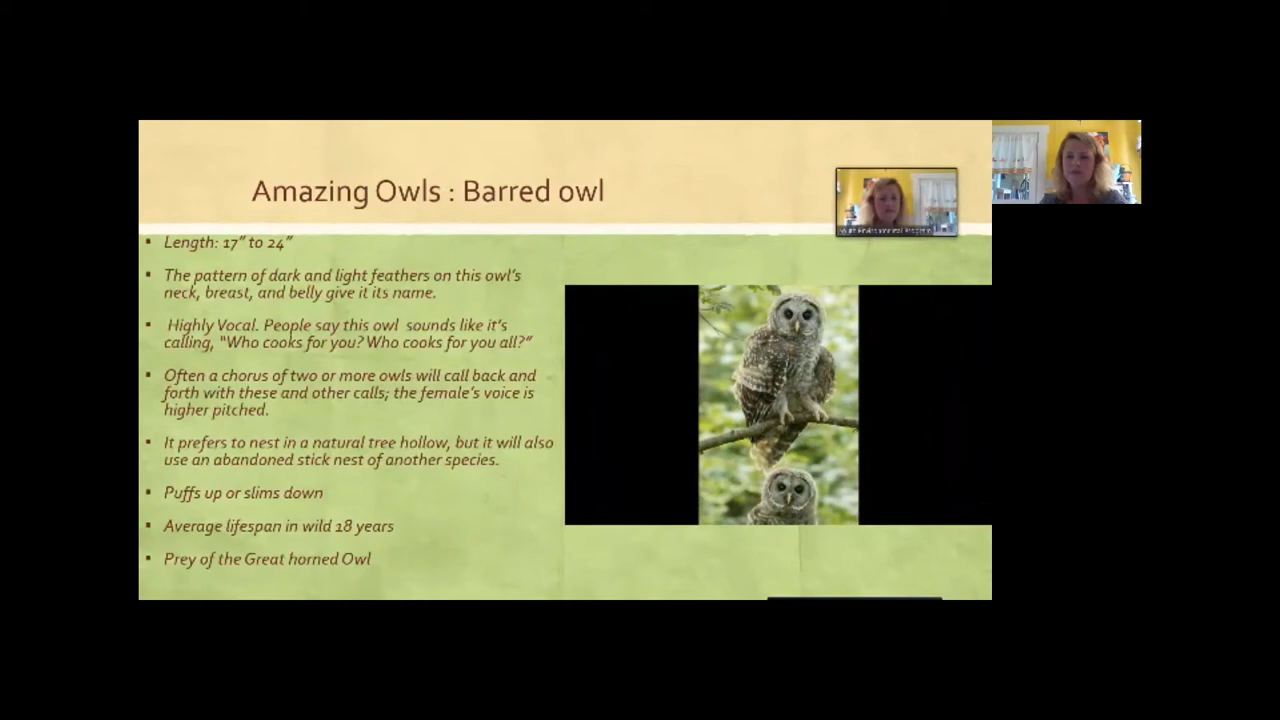 Amazing Owls : Barred owl
▪ Length: 17” to 24”
▪ The pattern of dark and light feathers on this owl’s
neck, breast, and belly give it its name.
▪ Highly Vocal. People say this owl sounds like it’s
calling, “Who cooks for you? Who cooks for you all?”
▪ Often a chorus of two or more owls will call back and
forth with these and other calls; the female’s voice is
higher pitched.
▪ It prefers to nest in a natural tree hollow, but it will also
use an abandoned stick nest of another species.
▪ Puffs up or slims down
▪ Average lifespan in wild 18 years
▪ Prey of the Great horned Owl